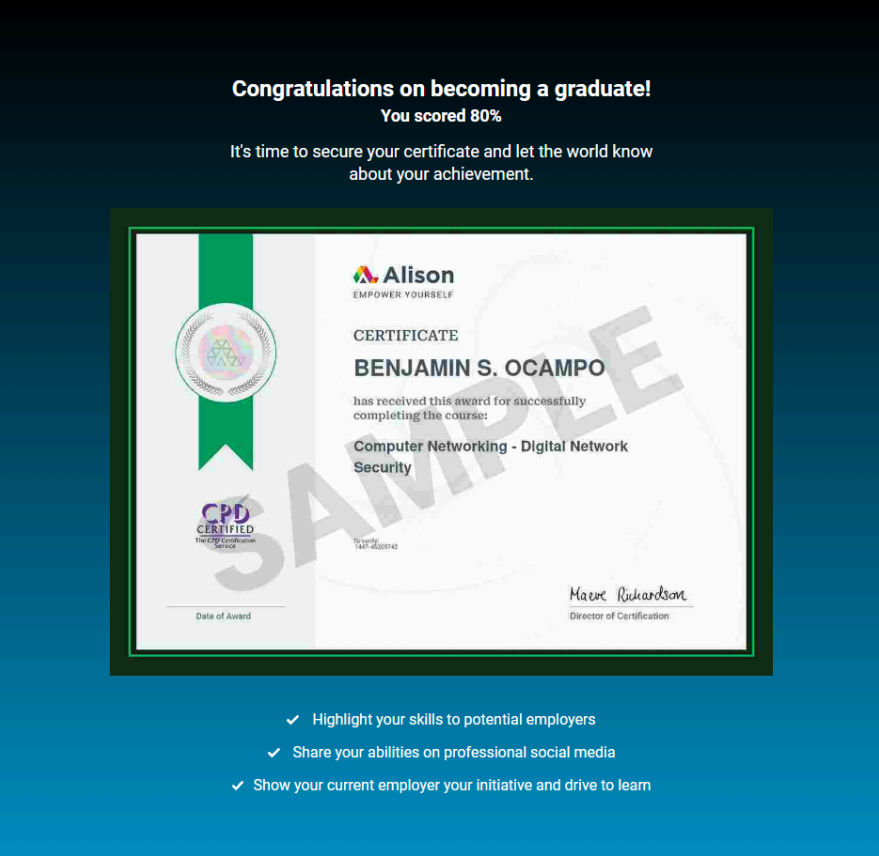 Congratulations on becoming a graduate!
You scored 80%
It's time to secure your certificate and let the world know
about your achievement.
Alison
EMPOWER YOURSELF
CERTIFICATE
BENJAMIN S. OCAMPO
has received this award for successfully
completing the course:
Computer Networking - Digital Network
Security
SAMPLE
CPD
CERTIFIED
The CPD Certification
Service
To verify:
Date of Award
Maeve Richardson
Director of Certification
Highlight your skills to potential employers
Share your abilities on professional social media
Show your current employer your initiative and drive to learn